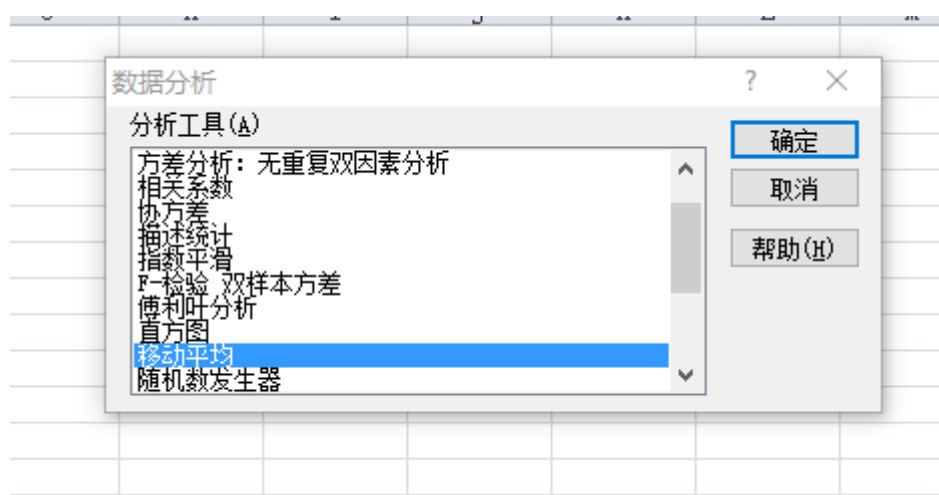 数据分析
分析工具(A)
方差分析：无重复双因素分析
相关系数
协方差
描述统计
指数平滑
F-检验 双样本方差
傅利叶分析
直方图
移动平均
随机数发生器
确定
取消
帮助(H)